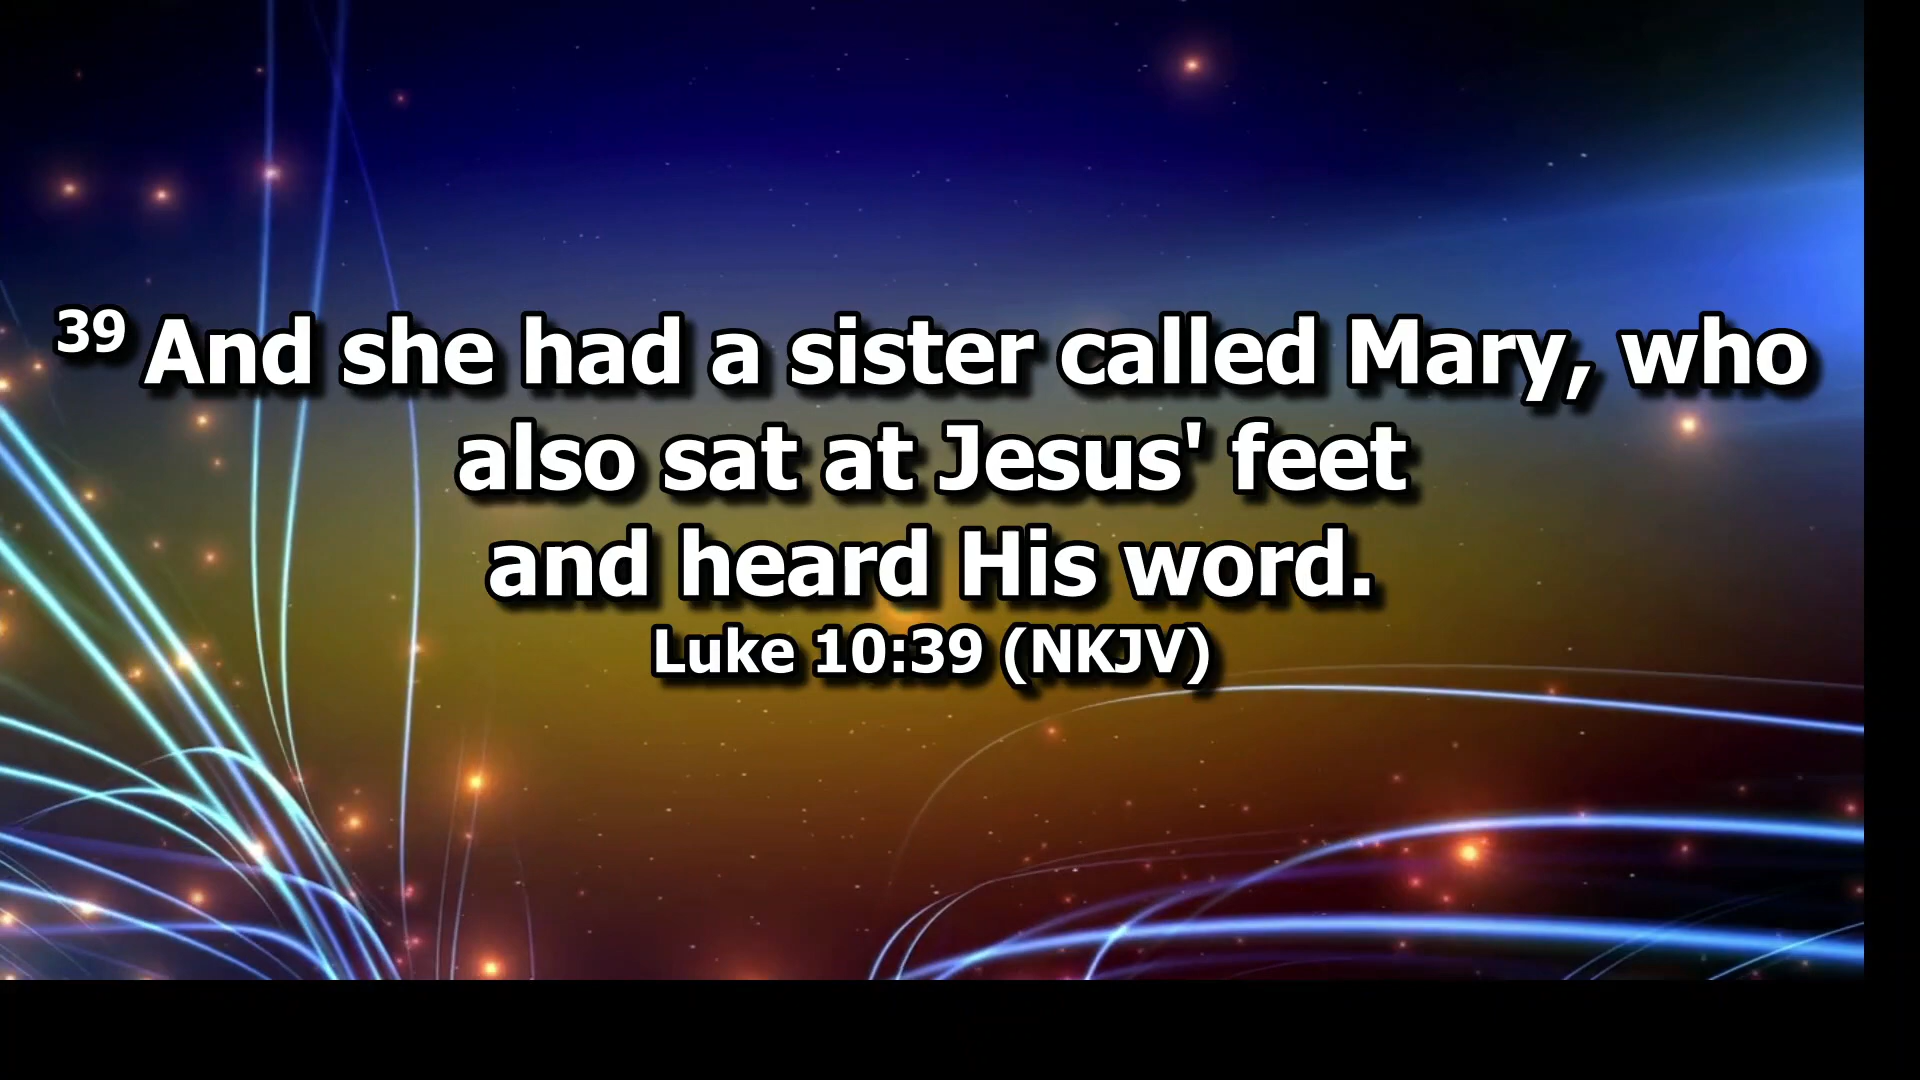 39 And she had a sister called Mary, who
also sat at Jesus' feet
and heard His word.
Luke 10:39 (NKJV)